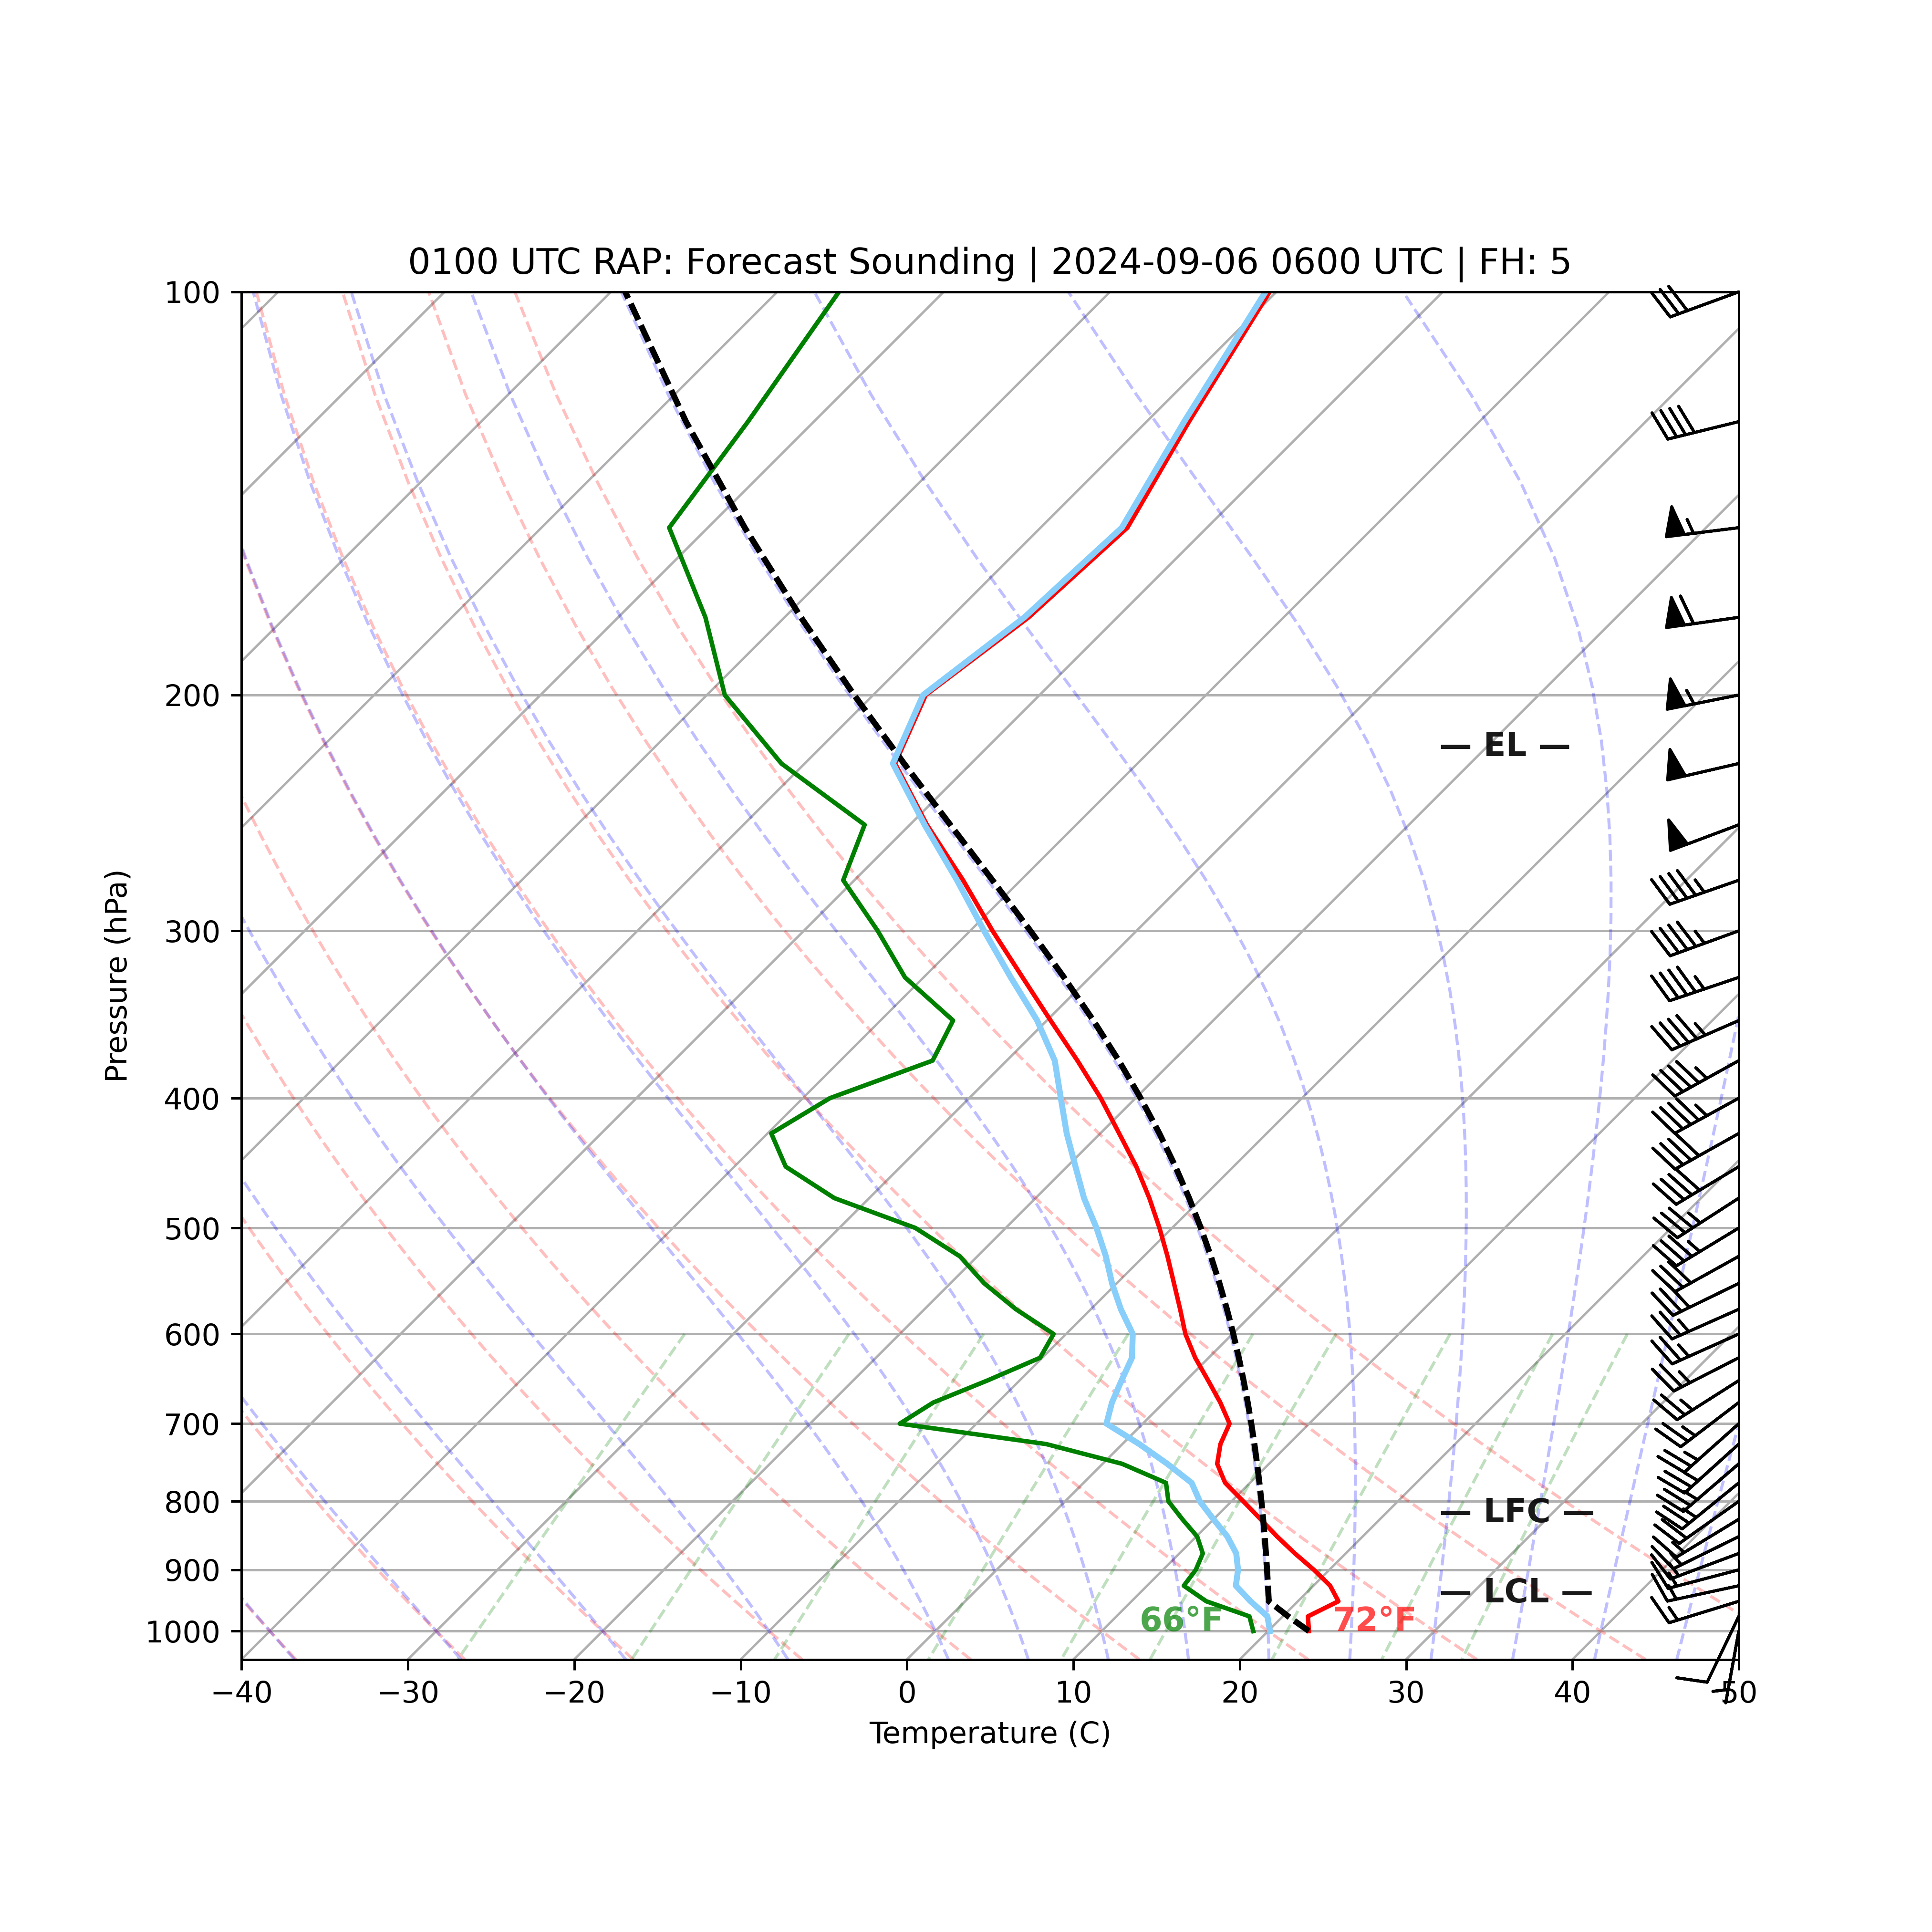 0100 UTC RAP: Forecast Sounding | 2024-09-06 0600 UTC | FH: 5
100
200
— EL —
Pressure (hPa)
300
400
500
600
700
800
— LFC —
900
— LCL —
1000
66°F
72°F
−40 −30 −20 −10 0 10 20 30 40 50
Temperature (C)